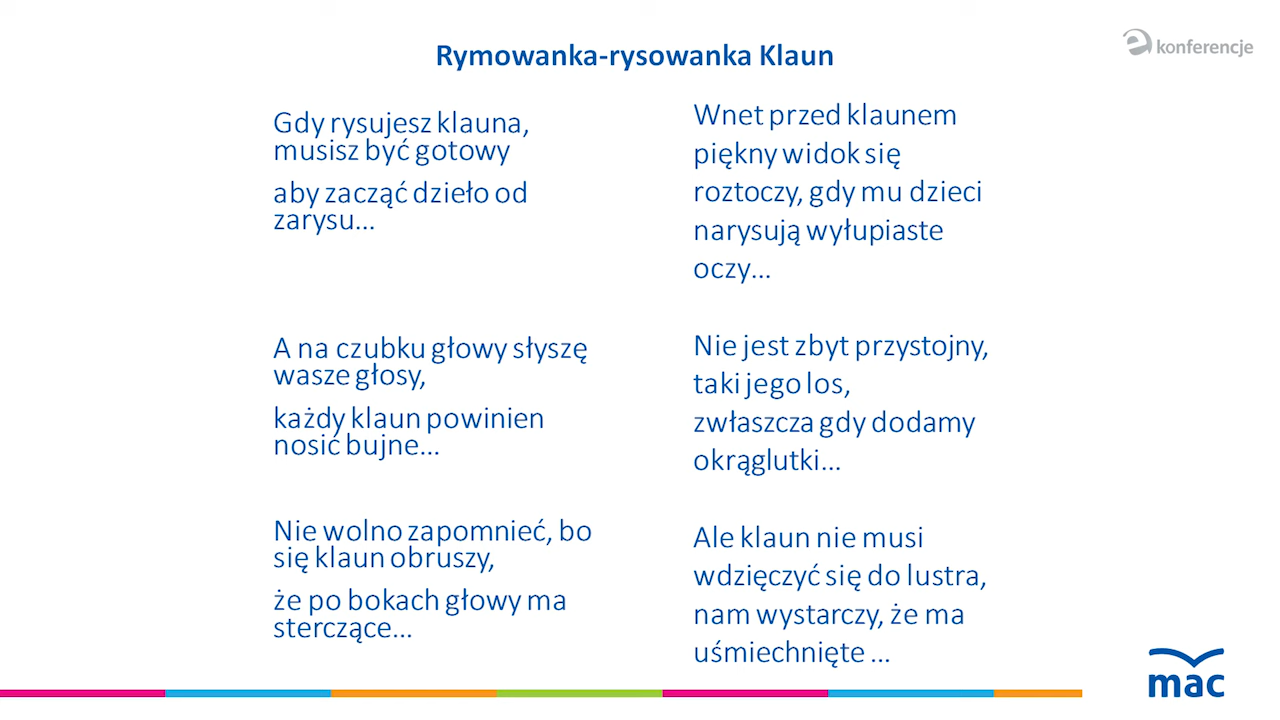 Rymowanka-rysowanka Klaun
konferencje
Gdy rysujesz klauna,
musisz być gotowy
aby zacząć dzieło od
zarysu...
A na czubku głowy słyszę
wasze głosy,
każdy klaun powinien
nosić bujne...
Nie wolno zapomnieć, bo
się klaun obruszy,
że po bokach głowy ma
sterczące...
Wnet przed klaunem
piękny widok się
roztoczy, gdy mu dzieci
narysują wyłupiaste
oczy...
Nie jest zbyt przystojny,
taki jego los,
zwłaszcza gdy dodamy
okrąglutki...
Ale klaun nie musi
wdzięczyć się do lustra,
nam wystarczy, że ma
uśmiechnięte ...
mac